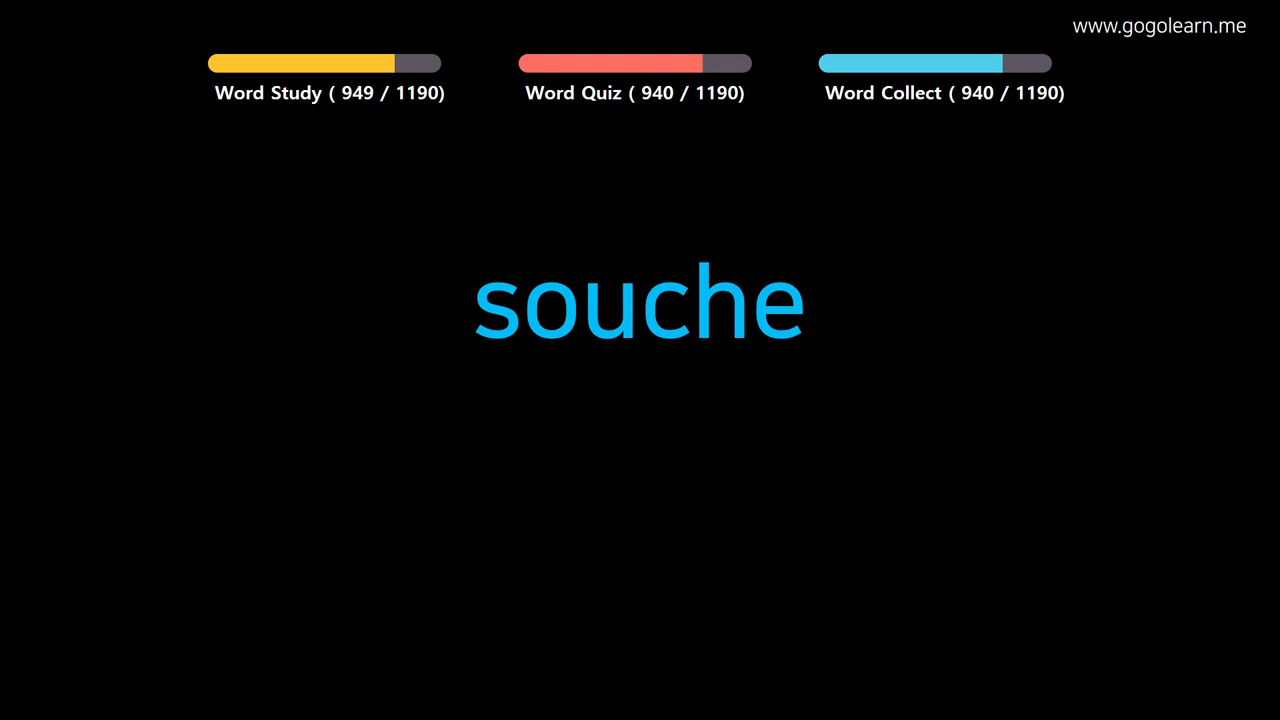 www.gogolearn.me
Word Study ( 949 / 1190)
Word Quiz ( 940 / 1190)
Word Collect ( 940 / 1190)
souche